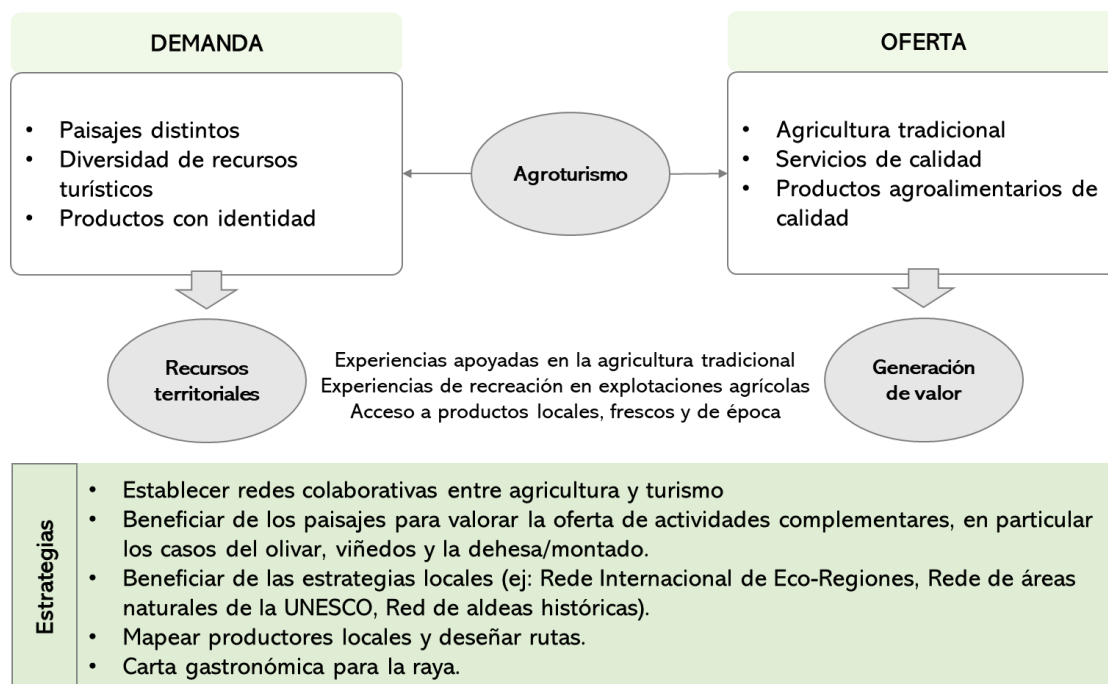 DEMANDA
• Paisajes distintos
• Diversidad de recursos
turísticos
• Productos con identidad
Agroturismo
OFERTA
• Agricultura tradicional
• Servicios de calidad
• Productos agroalimentarios de
calidad
Recursos
territoriales
Experiencias apoyadas en la agricultura tradicional
Experiencias de recreación en explotaciones agrícolas
Acceso a productos locales, frescos y de época
Generación
de valor
Estrategias
• Establecer redes colaborativas entre agricultura y turismo
• Beneficiar de los paisajes para valorar la oferta de actividades complementares, en particular
los casos del olivar, viñedos y la dehesa/montado.
• Beneficiar de las estrategias locales (ej: Rede Internacional de Eco-Regiones, Rede de áreas
naturales de la UNESCO, Red de aldeas históricas).
• Mapear productores locales y deseñar rutas.
• Carta gastronómica para la raya.